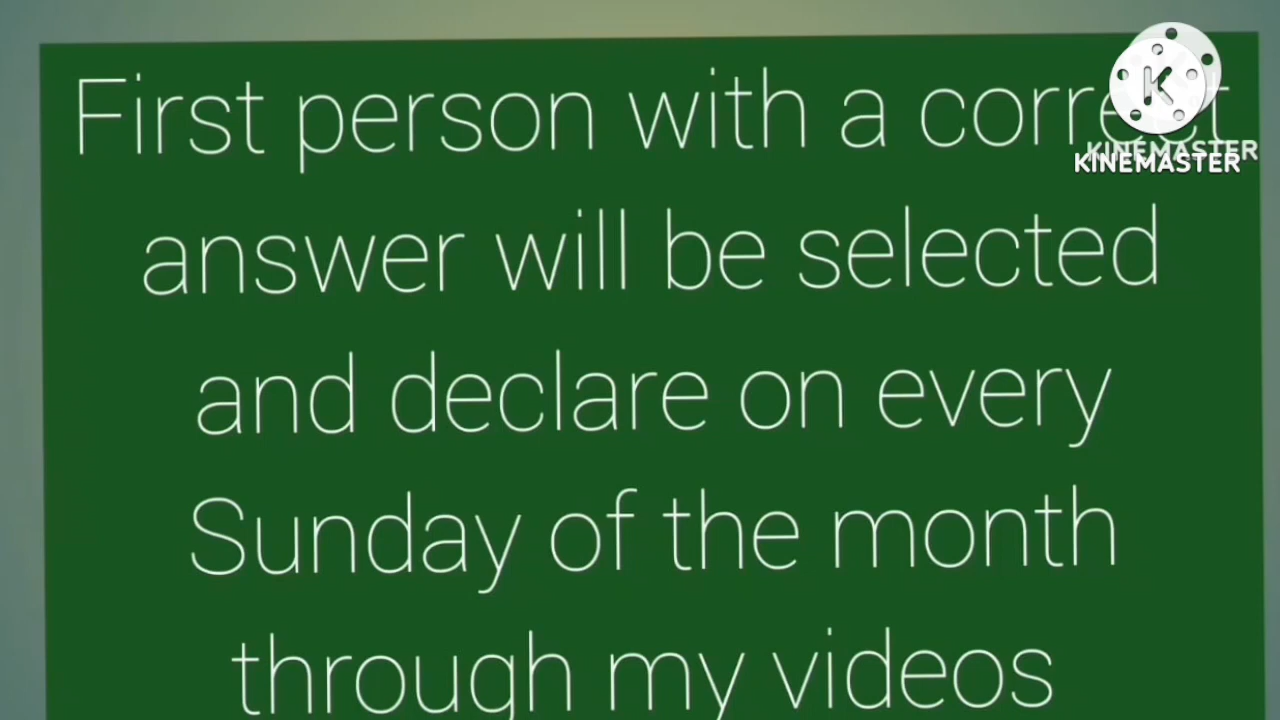 First person with a correct
answer will be selected
and declare on every
Sunday of the month
through my videos
KINEMASTER
KINEMASTER